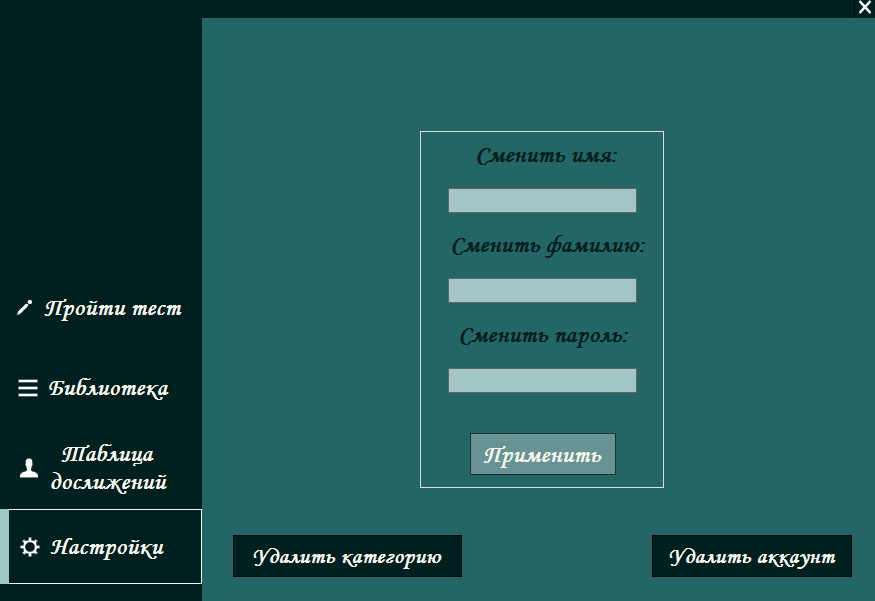 Пройти тест
Библиотека
Таблица
дослижений
Настройки
Сменить имя:
Сменить фамилию:
Сменить пароль:
Применить
Удалить категорию
Удалить аккаунт